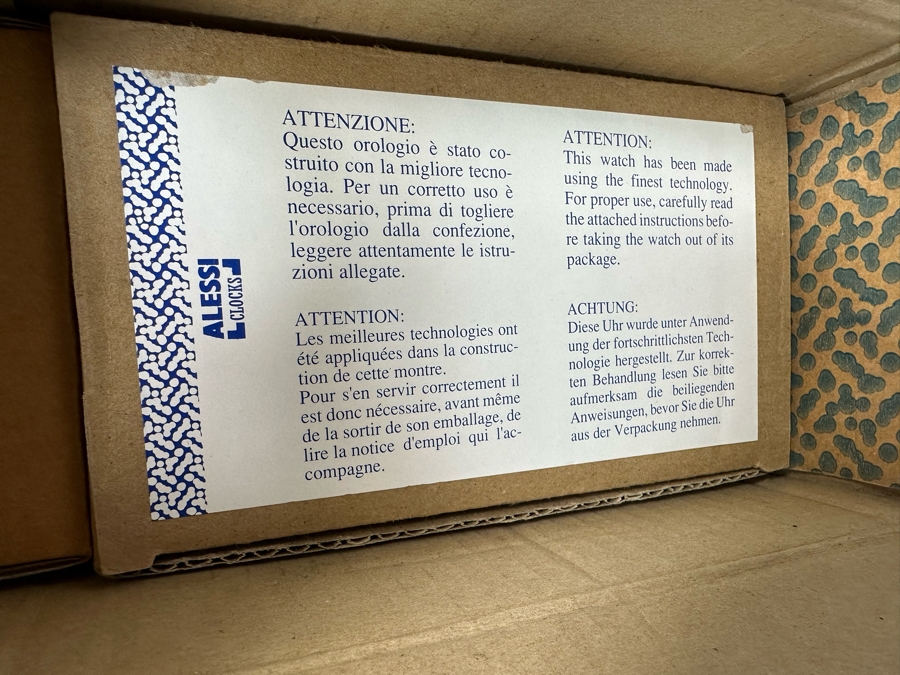 ALESSI
CLOCKS
ATTENZIONE:
Questo orologio è stato co-
struito con la migliore tecno-
logia. Per un corretto uso è
necessario, prima di togliere
l'orologio dalla confezione,
leggere attentamente le istru-
zioni allegate.
ATTENTION:
This watch has been made
using the finest technology.
For proper use, carefully read
the attached instructions befo-
re taking the watch out of its
package.
ATTENTION:
Les meilleures technologies ont
été appliquées dans la construc-
tion de cette montre.
Pour s'en servir correctement il
est donc nécessaire, avant même
de la sortir de son emballage, de
lire la notice d'emploi qui l'ac-
compagne.
ACHTUNG:
Diese Uhr wurde unter Anwend-
ung der fortschrittlichsten Tech-
nologie hergestellt. Zur korrek-
ten Behandlung lesen Sie bitte
aufmerksam die beiliegenden
Anweisungen, bevor Sie die Uhr
aus der Verpackung nehmen.